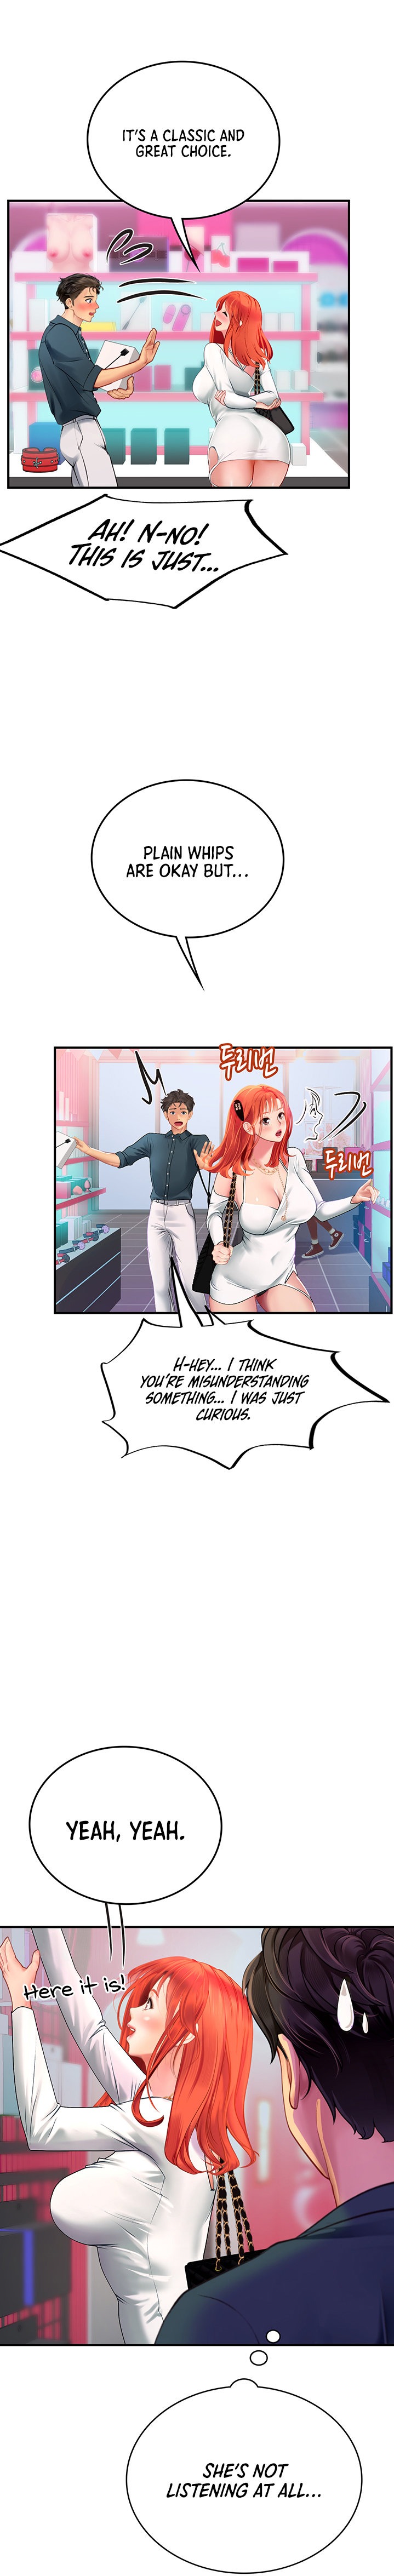 IT'S A CLASSIC AND
GREAT CHOICE.
AH! N-NO!
THIS IS JUST...
PLAIN WHIPS
ARE OKAY BUT...
두리번
두리번
H-HEY... I THINK
YOU'RE MISUNDERSTANDING
SOMETHING... I WAS JUST
CURIOUS.
YEAH, YEAH.
Here it is!
SHE'S NOT
LISTENING AT ALL...